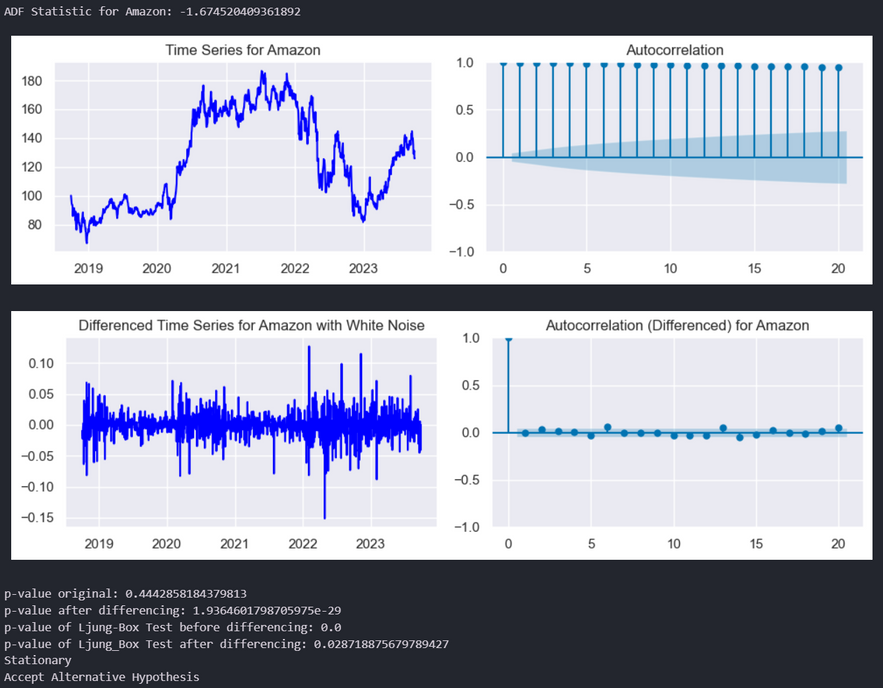 ADF Statistic for Amazon: -1.674520409361892
Time Series for Amazon
180
160
140
120
100
80
2019 2020 2021 2022 2023
Autocorrelation
1.0
0.5
0.0
−0.5
−1.0
0 5 10 15 20
Differenced Time Series for Amazon with White Noise
0.10
0.05
0.00
−0.05
−0.10
−0.15
2019 2020 2021 2022 2023
Autocorrelation (Differenced) for Amazon
1.0
0.5
0.0
−0.5
−1.0
0 5 10 15 20
p-value original: 0.4442858184379813
p-value after differencing: 1.9364601798705975e-29
p-value of Ljung-Box Test before differencing: 0.0
p-value of Ljung_Box Test after differencing: 0.028718875679789427
Stationary
Accept Alternative Hypothesis